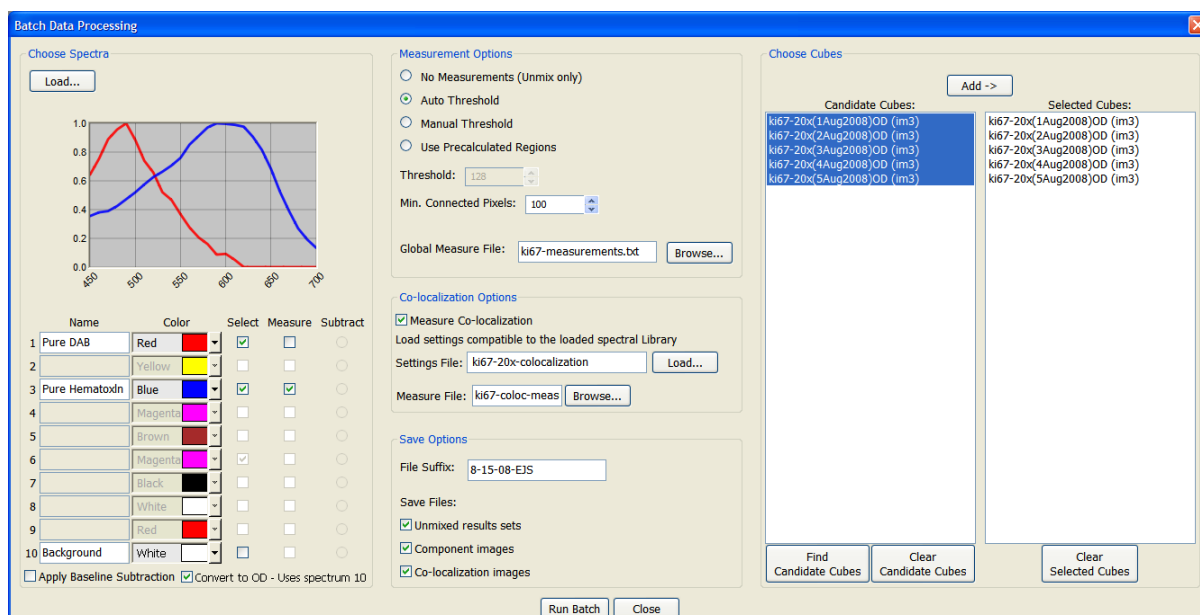 Batch Data Processing
Choose Spectra
Load...
1.0
0.8
0.6
0.4
0.2
0.0
450 500 550 600 650 700
Name Color Select Measure Subtract
1 Pure DAB Red
2 Yellow
3 Pure Hematoxln Blue
4 Magenta
5 Brown
6 Magenta
7 Black
8 White
9 Red
10 Background White
Apply Baseline Subtraction Convert to OD - Uses spectrum 10
Measurement Options
No Measurements (Unmix only)
Auto Threshold
Manual Threshold
Use Precalculated Regions
Threshold: 128
Min. Connected Pixels: 100
Global Measure File: ki67-measurements.txt Browse...
Co-localization Options
Measure Co-localization
Load settings compatible to the loaded spectral Library
Settings File: ki67-20x-colocalization Load...
Measure File: ki67-coloc-meas Browse...
Save Options
File Suffix: 8-15-08-EJS
Save Files:
Unmixed results sets
Component images
Co-localization images
Run Batch Close
Choose Cubes
Add ->
Candidate Cubes:
ki67-20x(1Aug2008)OD (im3)
ki67-20x(2Aug2008)OD (im3)
ki67-20x(3Aug2008)OD (im3)
ki67-20x(4Aug2008)OD (im3)
ki67-20x(5Aug2008)OD (im3)
Find
Candidate Cubes
Clear
Candidate Cubes
Selected Cubes:
ki67-20x(1Aug2008)OD (im3)
ki67-20x(2Aug2008)OD (im3)
ki67-20x(3Aug2008)OD (im3)
ki67-20x(4Aug2008)OD (im3)
ki67-20x(5Aug2008)OD (im3)
Clear
Selected Cubes